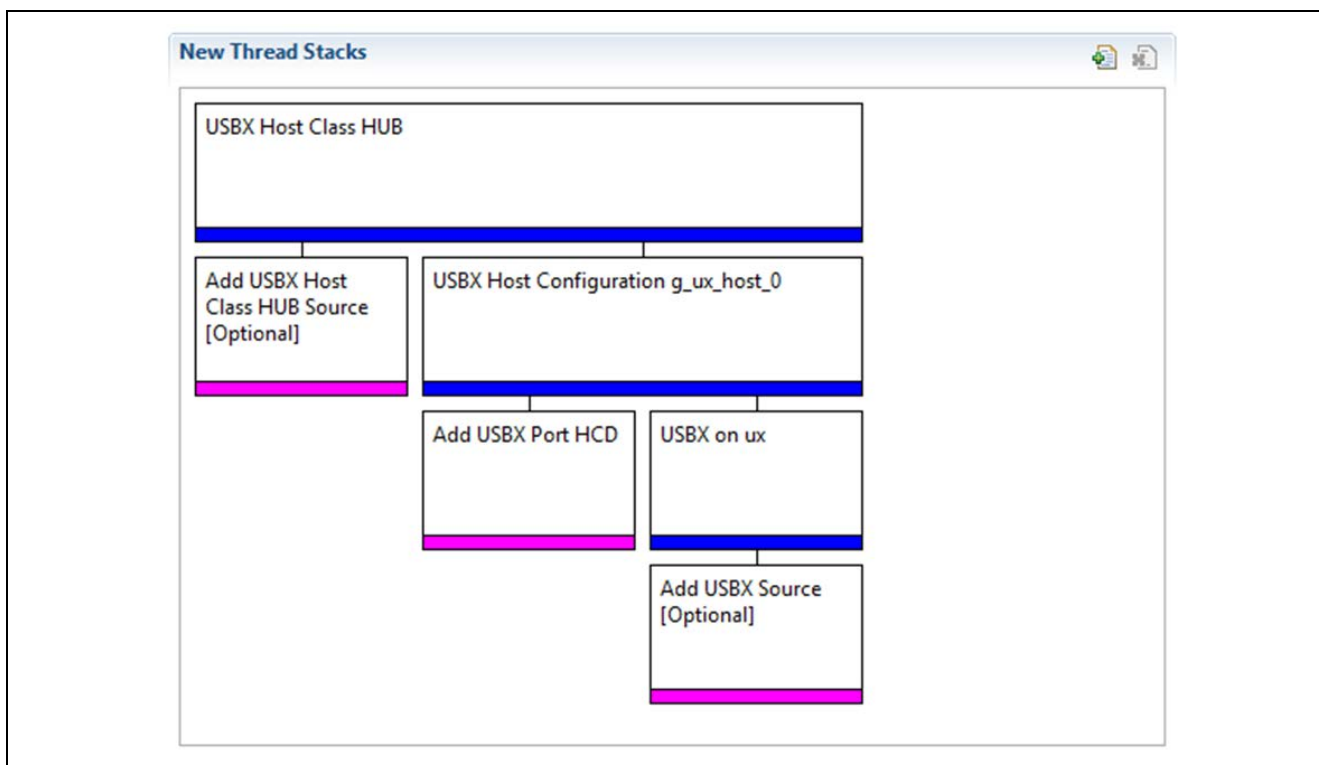 New Thread Stacks
USBX Host Class HUB
Add USBX Host
Class HUB Source
[Optional]
USBX Host Configuration g_ux_host_0
Add USBX Port HCD
USBX on ux
Add USBX Source
[Optional]